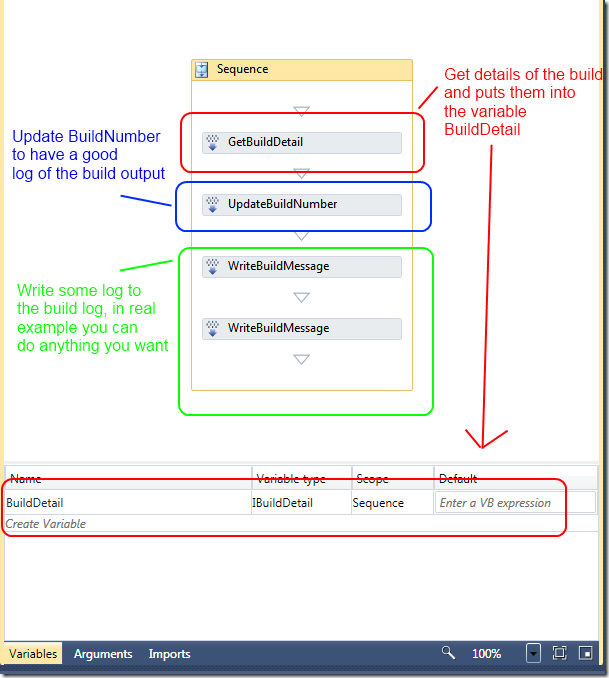 Sequence
Get details of the build
and puts them into
the variable
BuildDetail
GetBuildDetail
Update BuildNumber
to have a good
log of the build output
UpdateBuildNumber
WriteBuildMessage
Write some log to
the build log, in real
example you can
do anything you want
WriteBuildMessage
Name Variable type Scope Default
BuildDetail IBuildDetail Sequence Enter a VB expression
Create Variable
Variables Arguments Imports 100%